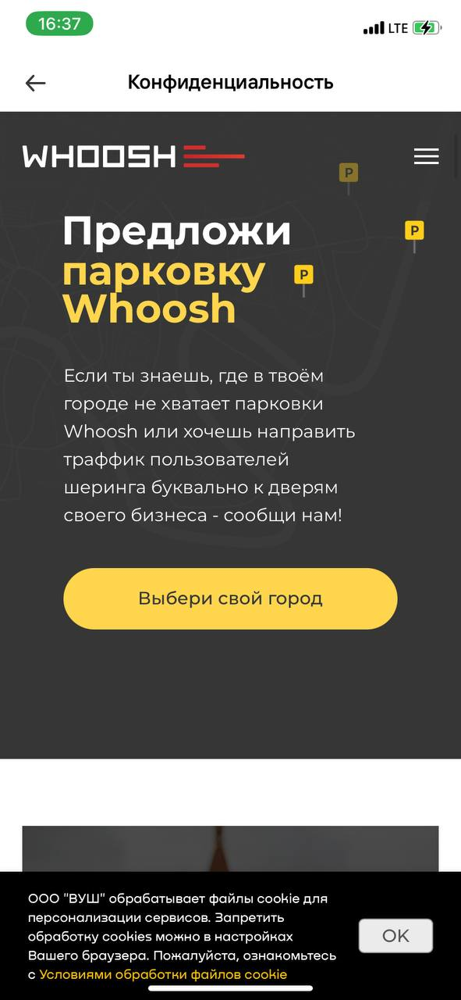 16:37
LTE
Конфиденциальность
WHOOSH
P
P
P
Предложи
парковку
Whoosh
Если ты знаешь, где в твоём
городе не хватает парковки
Whoosh или хочешь направить
траффик пользователей
шеринга буквально к дверям
своего бизнеса - сообщи нам!
Выбери свой город
ООО "ВУШ" обрабатывает файлы cookie для
персонализации сервисов. Запретить
обработку cookies можно в настройках
Вашего браузера. Пожалуйста, ознакомьтесь
с Условиями обработки файлов cookie
OK